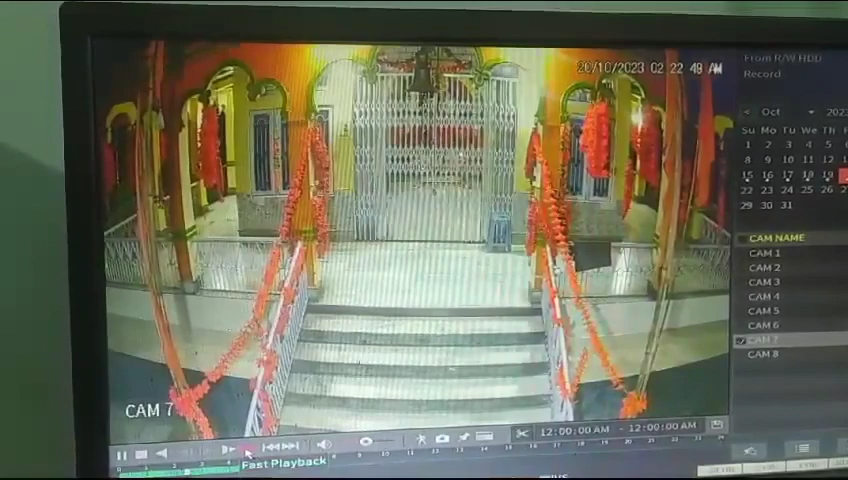 20/10/2023 02 22 49 AM
From R/W HDD
Record
Oct
2023
Su Mo Tu We Th
1 2 3 4 5
8 9 10 11 12
15 16 17 18 19
22 23 24 25 26
29 30 31
CAM NAME
CAM 1
CAM 2
CAM 3
CAM 4
CAM 5
CAM 6
CAM 7
CAM 8
CAM 7
12:00:00 AM - 12:00:00 AM
Fast Playback